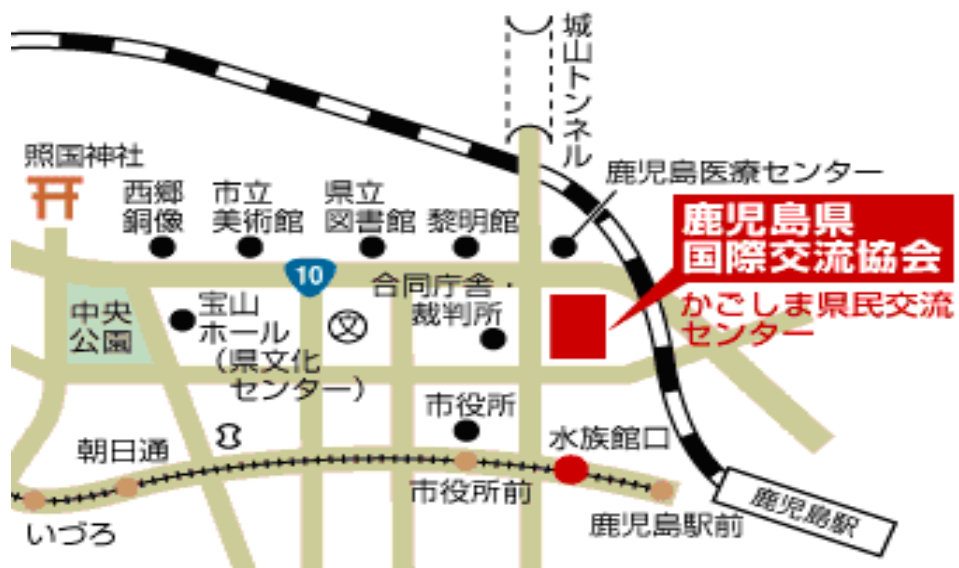 城山トンネル
照国神社
西郷
銅像
市立
美術館
県立
図書館
黎明館
鹿児島医療センター
鹿児島県
国際交流協会
かごしま県民交流
センター
10
合同庁舎・
裁判所
中央
公園
宝山
ホール
(県文化
センター)
文
市役所
水族館口
朝日通
市役所前
いづろ
鹿児島駅前
鹿児島駅